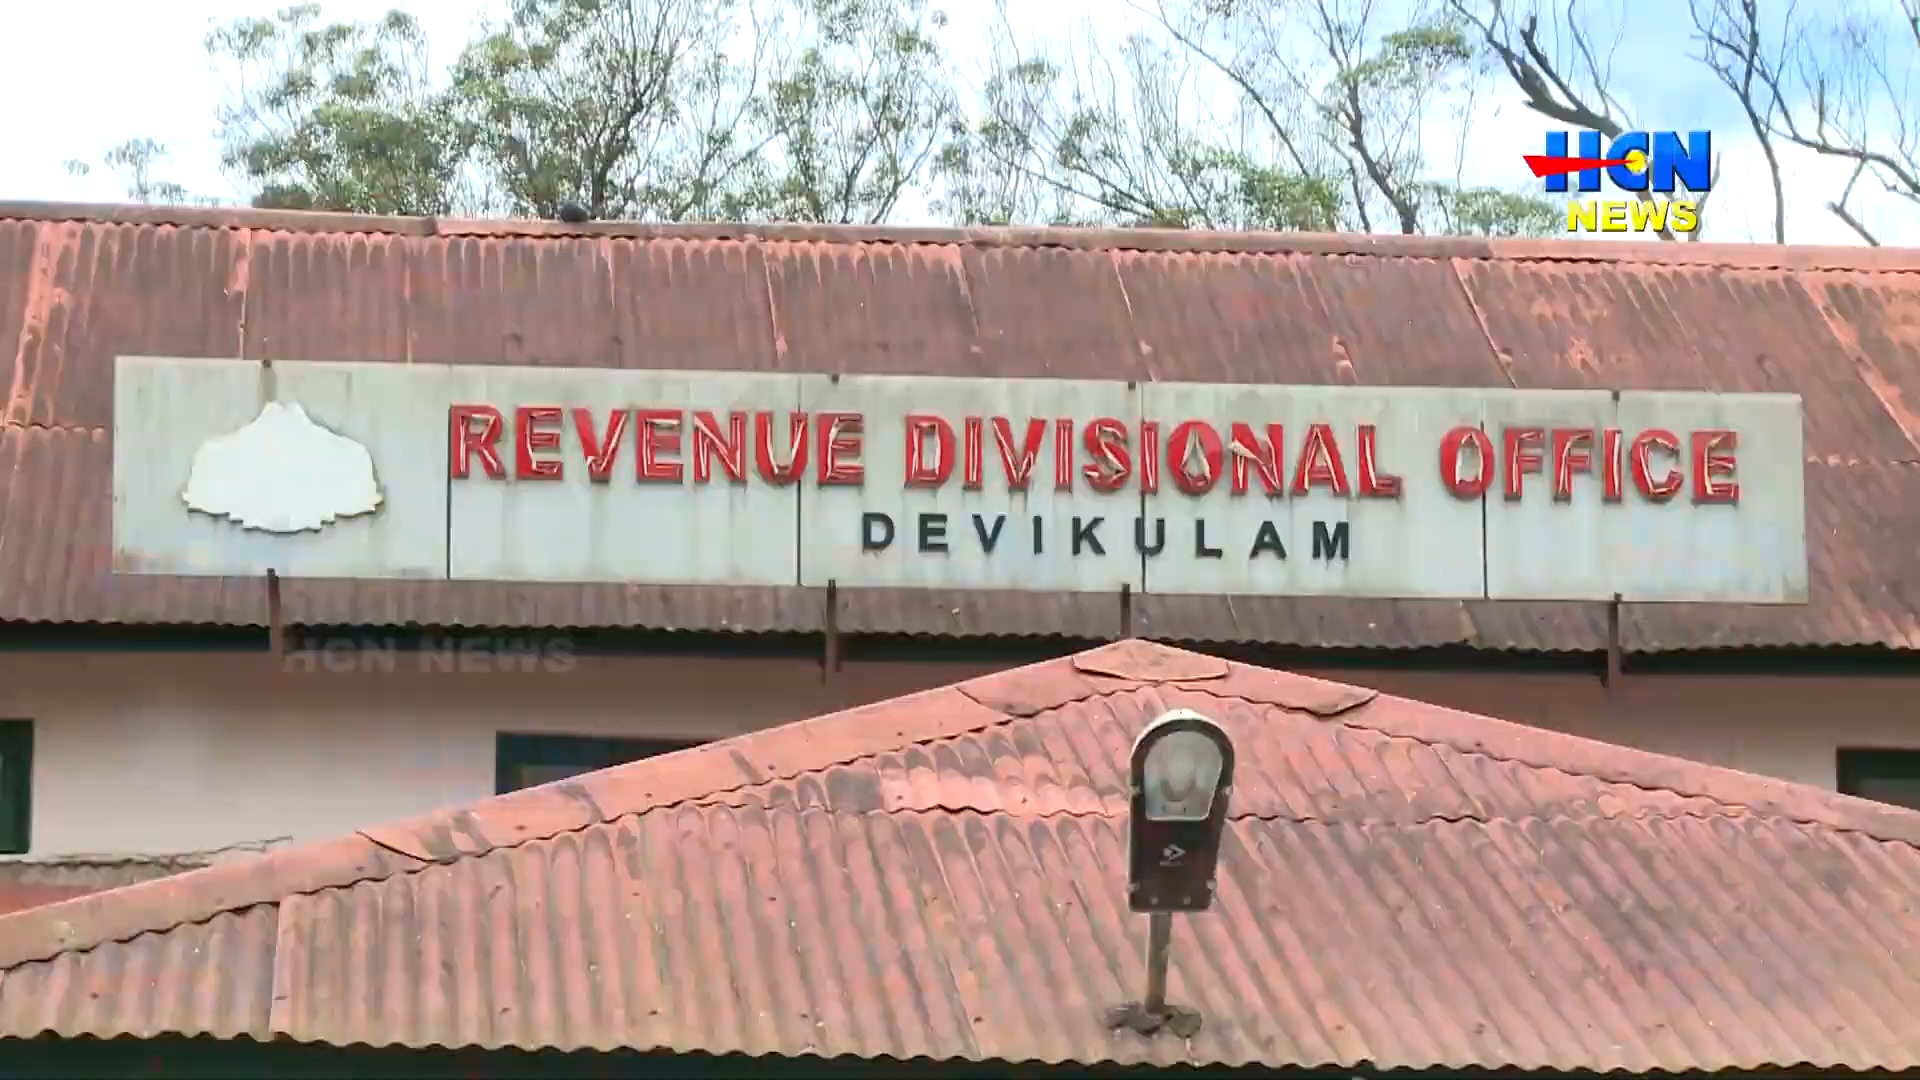 HCN
NEWS
REVENUE DIVISIONAL OFFICE
DEVIKULAM
HCN NEWS